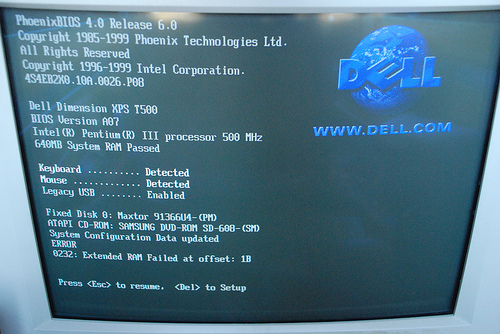 PhoenixBIOS 4.0 Release 6.0
Copyright 1985-1999 Phoenix Technologies Ltd.
All Rights Reserved
Copyright 1996-1999 Intel Corporation.
4S4EB2X0.10A.0026.P08
DELL
WWW.DELL.COM
Dell Dimension XPS T500
BIOS Version A07
Intel(R) Pentium(R) III processor 500 MHz
640MB System RAM Passed
Keyboard .......... Detected
Mouse ............. Detected
Legacy USB ........ Enabled
Fixed Disk 0: Maxtor 91366U4-(PM)
ATAPI CD-ROM: SAMSUNG DVD-ROM SD-608-(SM)
System Configuration Data updated
ERROR
0232: Extended RAM Failed at offset: 1B
Press <Esc> to resume. <Del> to Setup